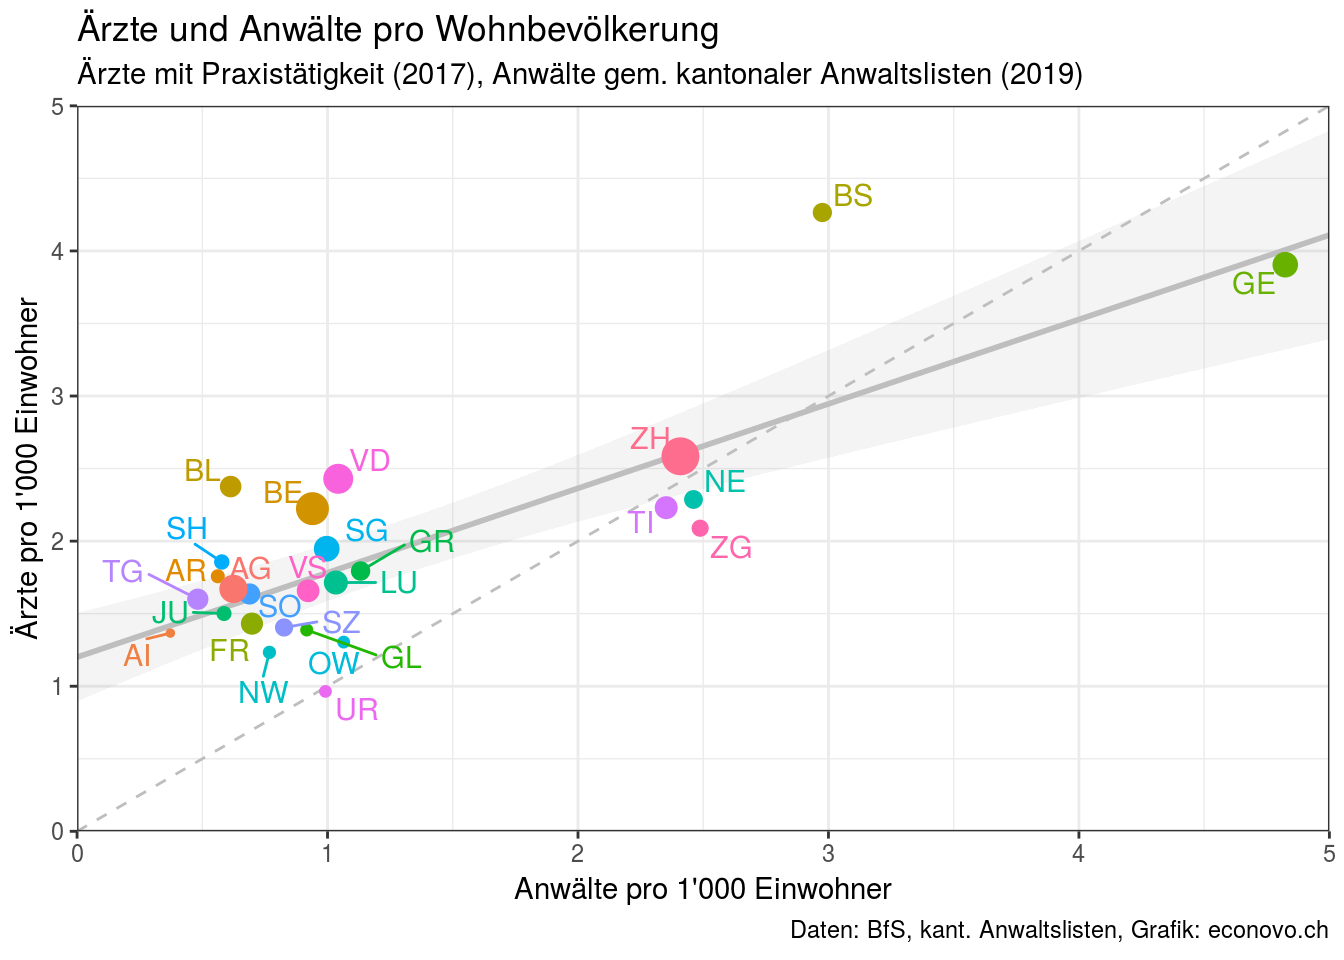 Ärzte und Anwälte pro Wohnbevölkerung
Ärzte mit Praxistätigkeit (2017), Anwälte gem. kantonaler Anwaltslisten (2019)
Ärzte pro 1'000 Einwohner
5
4
3
2
1
0
BS
GE
ZH
NE
TI
ZG
VD
BL
BE
SH
SG
GR
TG
AR
AG
VS
LU
JU
SO
SZ
AI
FR
OW
GL
NW
UR
0
1
2
3
4
5
Anwälte pro 1'000 Einwohner
Daten: BfS, kant. Anwaltslisten, Grafik: econovo.ch